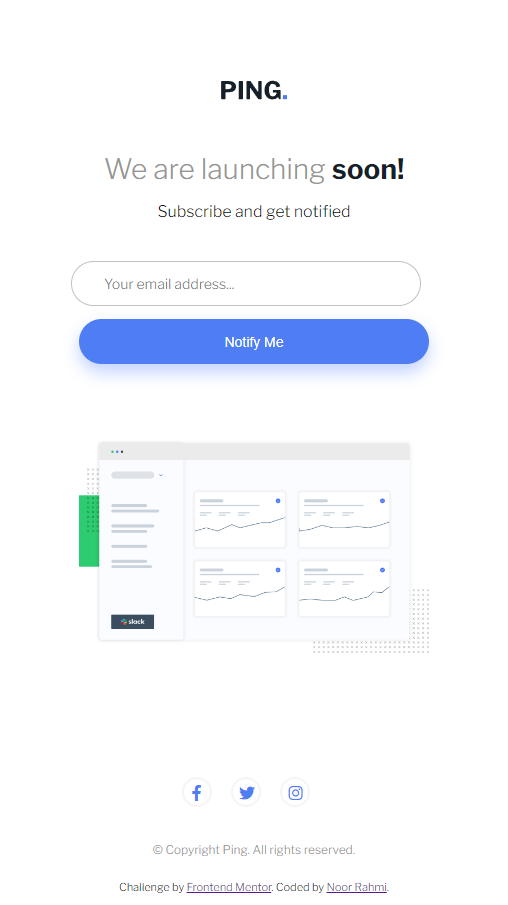 PING.
We are launching soon!
Subscribe and get notified
Your email address...
Notify Me
slack
© Copyright Ping. All rights reserved.
Challenge by Frontend Mentor. Coded by Noor Rahmi.